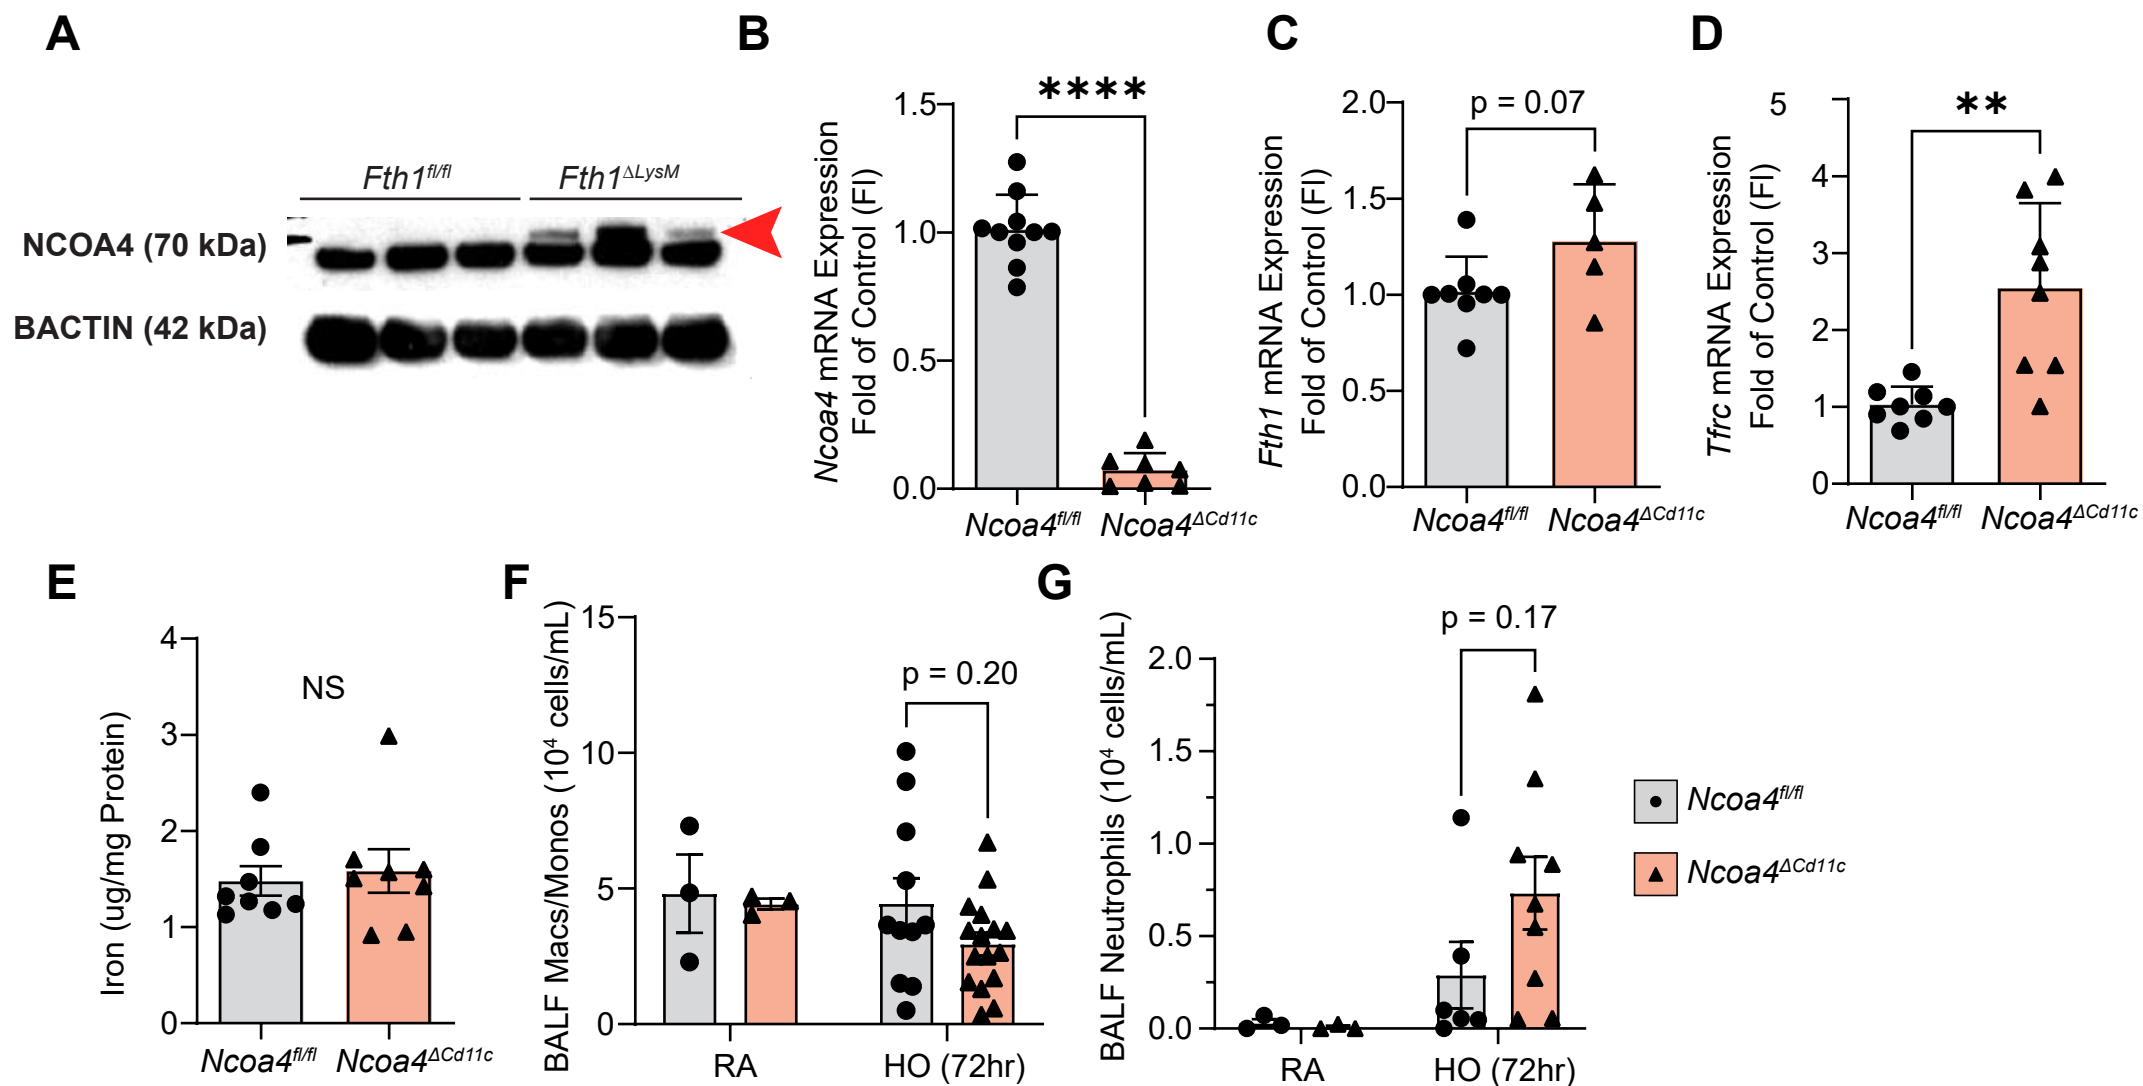 A
Fth1fl/fl
Fth1ΔLysM
NCOA4 (70 kDa)
BACTIN (42 kDa)
B
Ncoa4 mRNA Expression
Fold of Control (FI)
1.5
1.0
0.5
0.0
****
Ncoa4fl/fl
Ncoa4ΔCd11c
C
Fth1 mRNA Expression
Fold of Control (FI)
2.0
1.5
1.0
0.5
0.0
p = 0.07
Ncoa4fl/fl
Ncoa4ΔCd11c
D
Tfrc mRNA Expression
Fold of Control (FI)
5
4
3
2
1
0
**
Ncoa4fl/fl
Ncoa4ΔCd11c
E
Iron (ug/mg Protein)
4
3
2
1
0
NS
Ncoa4fl/fl
Ncoa4ΔCd11c
F
BALF Macs/Monos (10⁴ cells/mL)
15
10
5
0
p = 0.20
RA
HO (72hr)
G
BALF Neutrophils (10⁴ cells/mL)
2.0
1.5
1.0
0.5
0.0
p = 0.17
RA
HO (72hr)
Ncoa4fl/fl
Ncoa4ΔCd11c